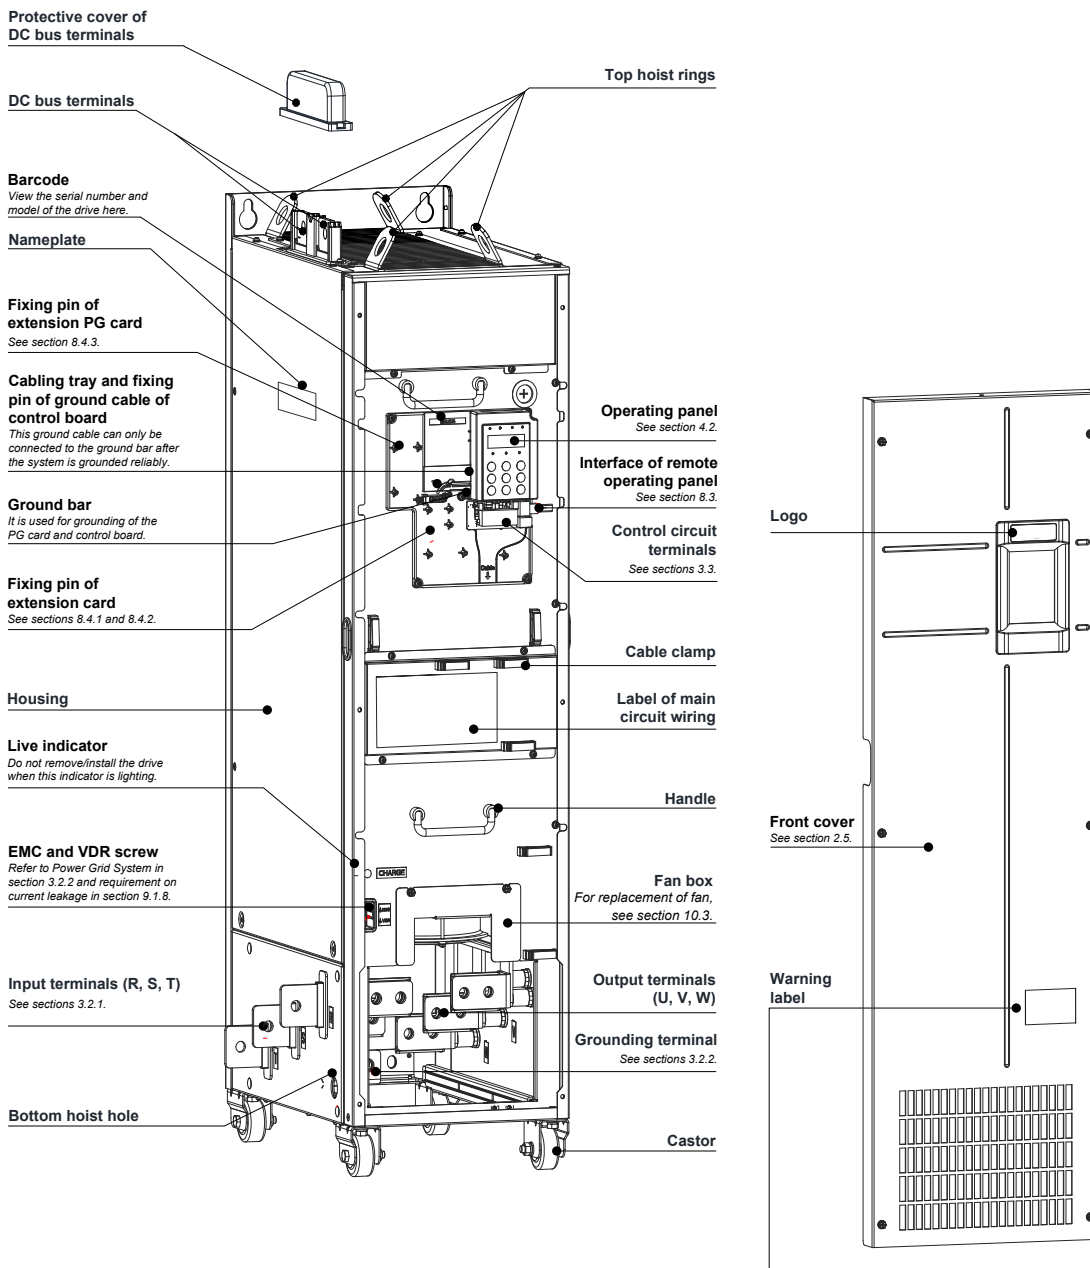 Protective cover of
DC bus terminals
DC bus terminals
Barcode
View the serial number and
model of the drive here.
Nameplate
Fixing pin of
extension PG card
See section 8.4.3.
Cabling tray and fixing
pin of ground cable of
control board
This ground cable can only be
connected to the ground bar after
the system is grounded reliably.
Ground bar
It is used for grounding of the
PG card and control board.
Fixing pin of
extension card
See sections 8.4.1 and 8.4.2.
Housing
Live indicator
Do not remove/install the drive
when this indicator is lighting.
EMC and VDR screw
Refer to Power Grid System in
section 3.2.2 and requirement on
current leakage in section 9.1.8.
Input terminals (R, S, T)
See sections 3.2.1.
Bottom hoist hole
Top hoist rings
Operating panel
See section 4.2.
Interface of remote
operating panel
See section 8.3.
Control circuit
terminals
See sections 3.3.
Cable clamp
Label of main
circuit wiring
Handle
Fan box
For replacement of fan,
see section 10.3.
Output terminals
(U, V, W)
Grounding terminal
See sections 3.2.2.
Castor
Cable
CHARGE
Logo
Front cover
See section 2.5.
Warning
label